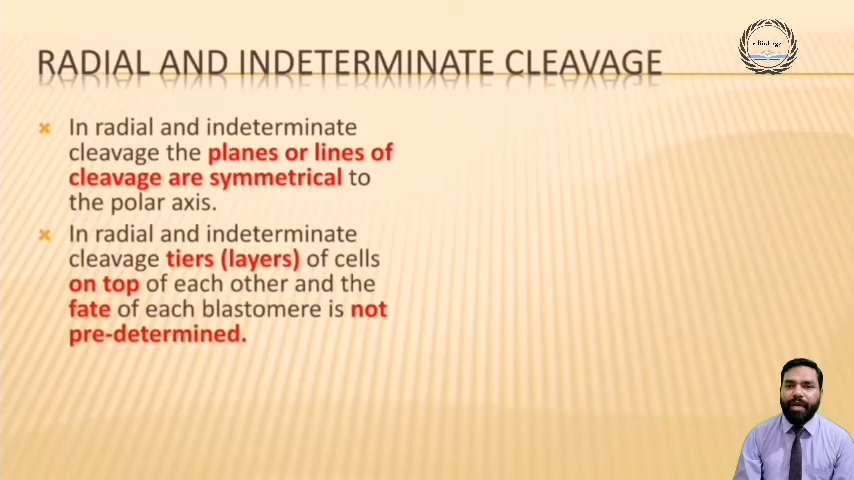 RADIAL AND INDETERMINATE CLEAVAGE
In radial and indeterminate
cleavage the planes or lines of
cleavage are symmetrical to
the polar axis.
In radial and indeterminate
cleavage tiers (layers) of cells
on top of each other and the
fate of each blastomere is not
pre-determined.